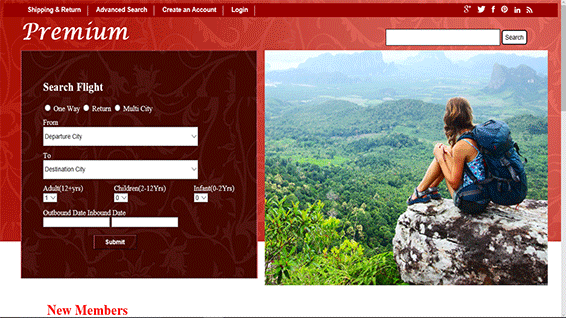 Shipping & Return Advanced Search Create an Account Login
Premium
Search
Search Flight
One Way Return Multi City
From
Departure City
To
Destination City
Adult(12+yrs) Children(2-12Yrs) Infant(0-2Yrs)
1 0 0
Outbound Date Inbound Date
Submit
New Members